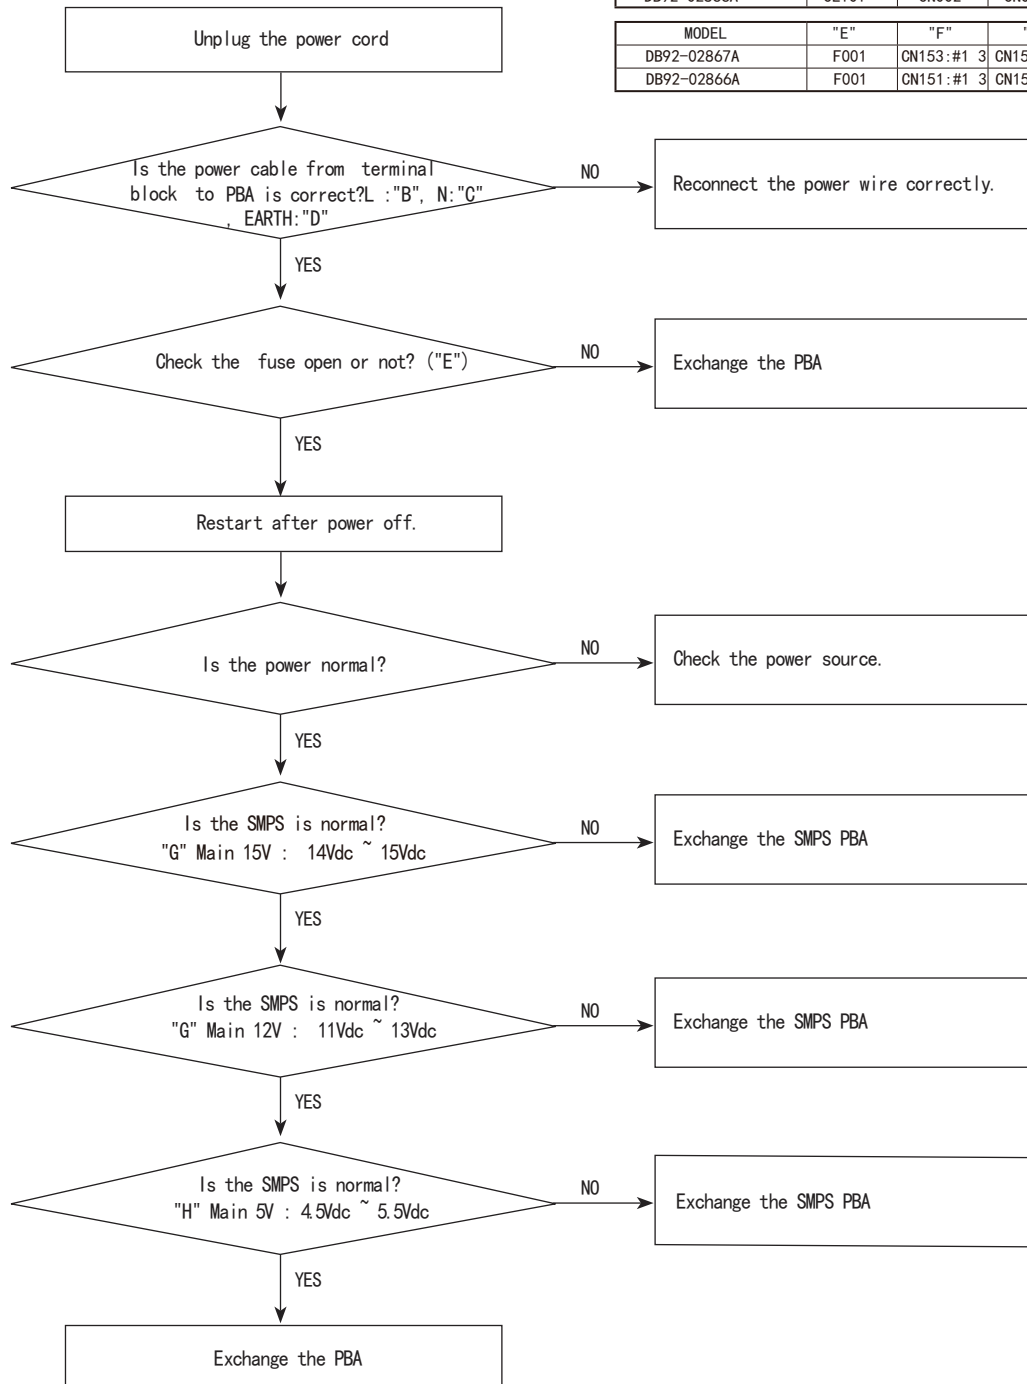 MODEL "E" "F"
DB92-02867A F001 CN153:#1 3
DB92-02866A F001 CN151:#1 3
Unplug the power cord
Is the power cable from terminal
block to PBA is correct?L :"B", N:"C"
, EARTH:"D"
NO
Reconnect the power wire correctly.
YES
Check the fuse open or not? ("E")
NO
Exchange the PBA
YES
Restart after power off.
Is the power normal?
NO
Check the power source.
YES
Is the SMPS is normal?
"G" Main 15V : 14Vdc ~ 15Vdc
NO
Exchange the SMPS PBA
YES
Is the SMPS is normal?
"G" Main 12V : 11Vdc ~ 13Vdc
NO
Exchange the SMPS PBA
YES
Is the SMPS is normal?
"H" Main 5V : 4.5Vdc ~ 5.5Vdc
NO
Exchange the SMPS PBA
YES
Exchange the PBA